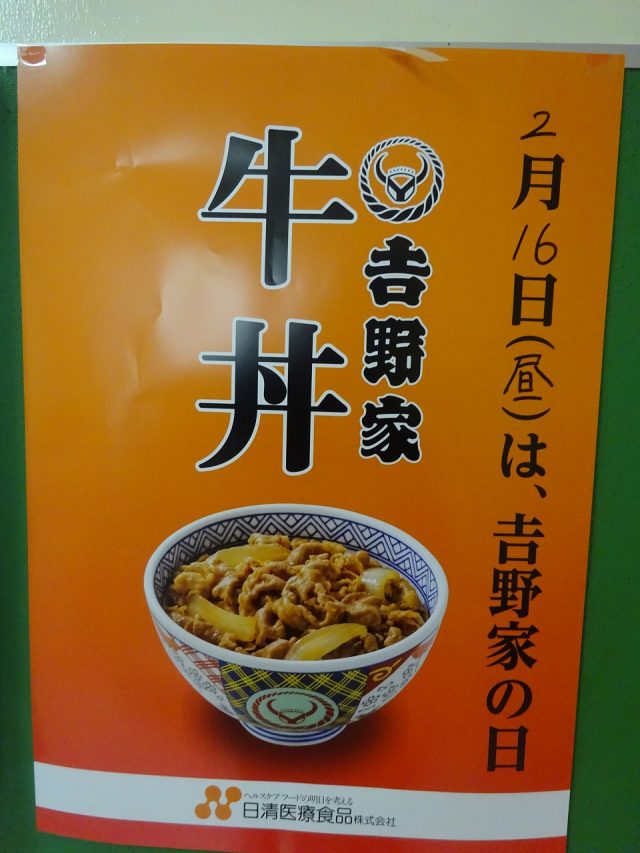 2月16日(昼)は、吉野家の日
吉野家
牛丼
ヘルスケアフードの明日を考える
日清医療食品株式会社